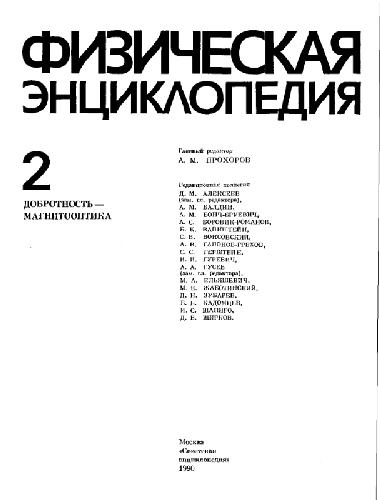 ФИЗИЧЕСКАЯ
ЭНЦИКЛОПЕДИЯ
2
ДОБРОТНОСТЬ—
МАГНИТООПТИКА
Главный редактор
А. М. ПРОХОРОВ
Редакционная коллегия
Д. М. АЛЕКСЕЕВ
(зам. гл. редактора),
А. М. БАЛДИН,
А. М. БОНЧ-БРУЕВИЧ,
А. С. БОРОВИК-РОМАНОВ,
Б. К. ВАЙНШТЕЙН,
С. В. ВОНСОВСКИЙ,
А. В. ГАПОНОВ-ГРЕХОВ,
С. С. ГЕРШТЕЙН,
И. И. ГУРЕВИЧ,
А. А. ГУСЕВ
(зам. гл. редактора),
М. А. ЕЛЬЯШЕВИЧ,
М. Е. ЖАБОТИНСКИЙ,
Д. Н. ЗУБАРЕВ,
Б. Б. КАДОМЦЕВ,
И. С. ШАПИРО,
Д. В. ШИРКОВ.
Москва
«Советская
энциклопедия»
1990